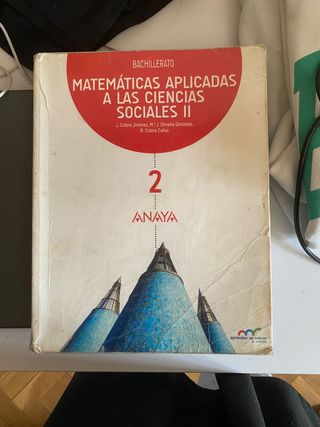 BACHILLERATO
MATEMÁTICAS APLICADAS
A LAS CIENCIAS
SOCIALES II
J. Colera Jiménez, M.ª J. Oliveira González,
R. Colera Cañas
2
ANAYA
aprender es crecer